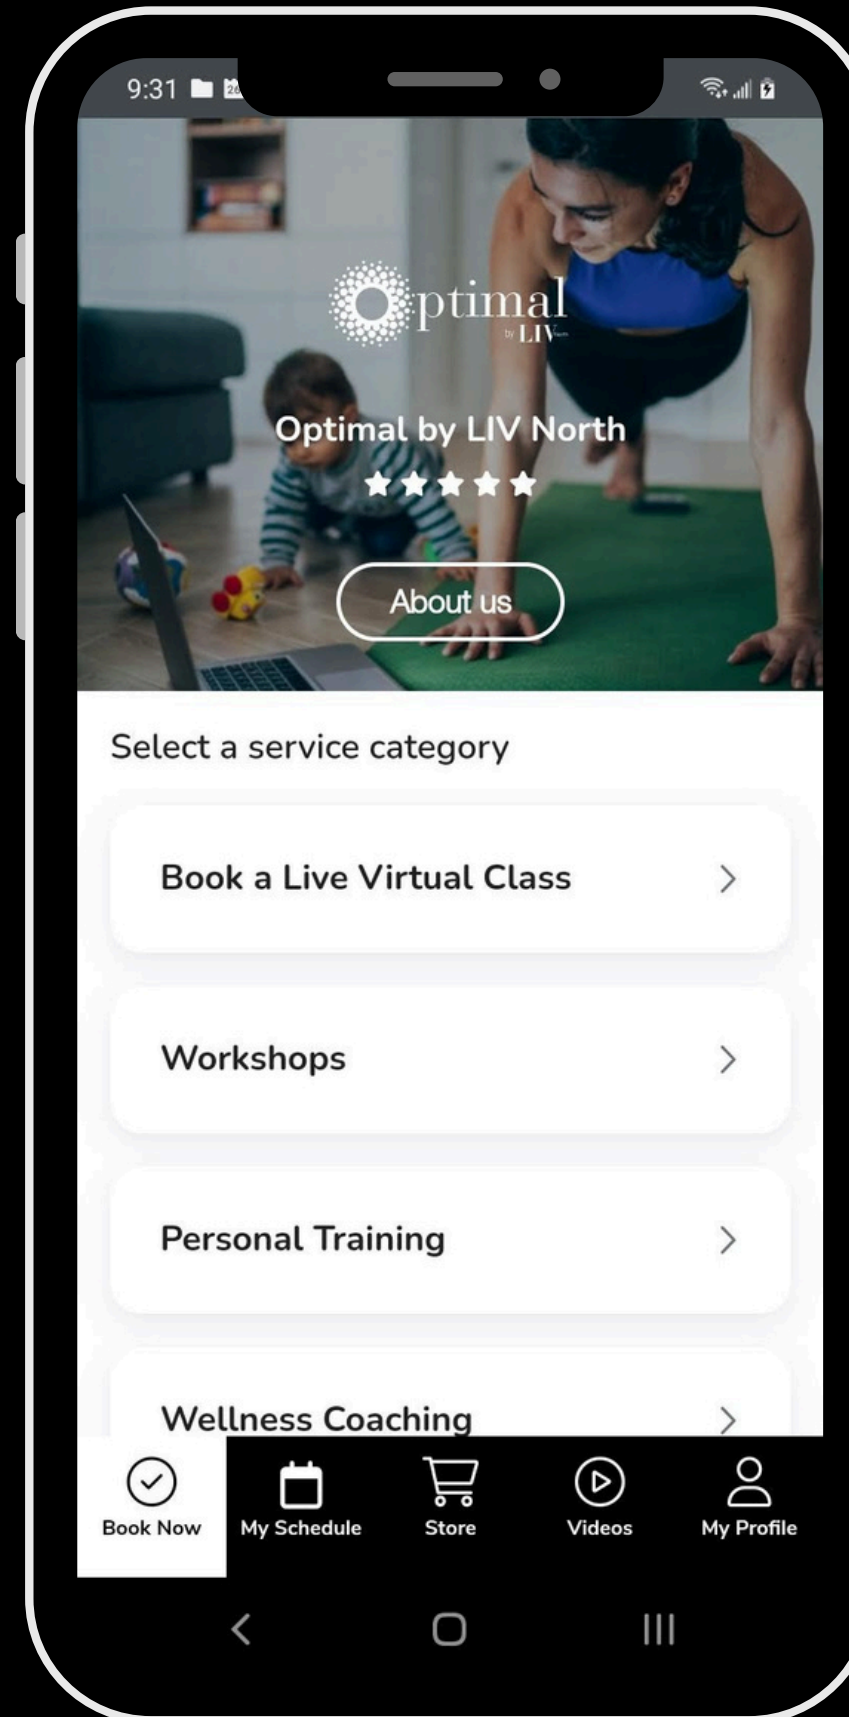 9:31
Optimal
by LIV
Optimal by LIV North
About us
Select a service category
Book a Live Virtual Class
Workshops
Personal Training
Wellness Coaching
Book Now My Schedule Store Videos My Profile